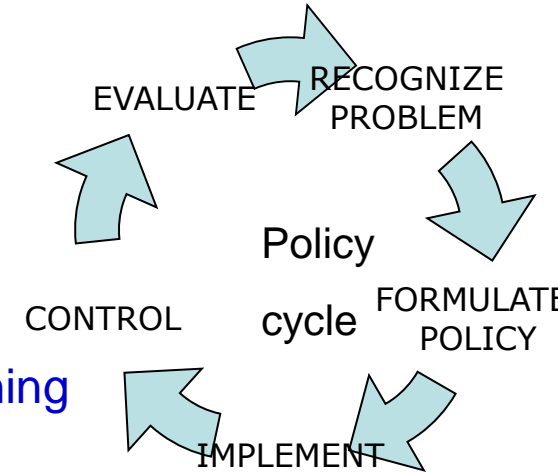 RECOGNIZE
PROBLEM
EVALUATE
Policy
cycle
FORMULATE
POLICY
CONTROL
IMPLEMENT